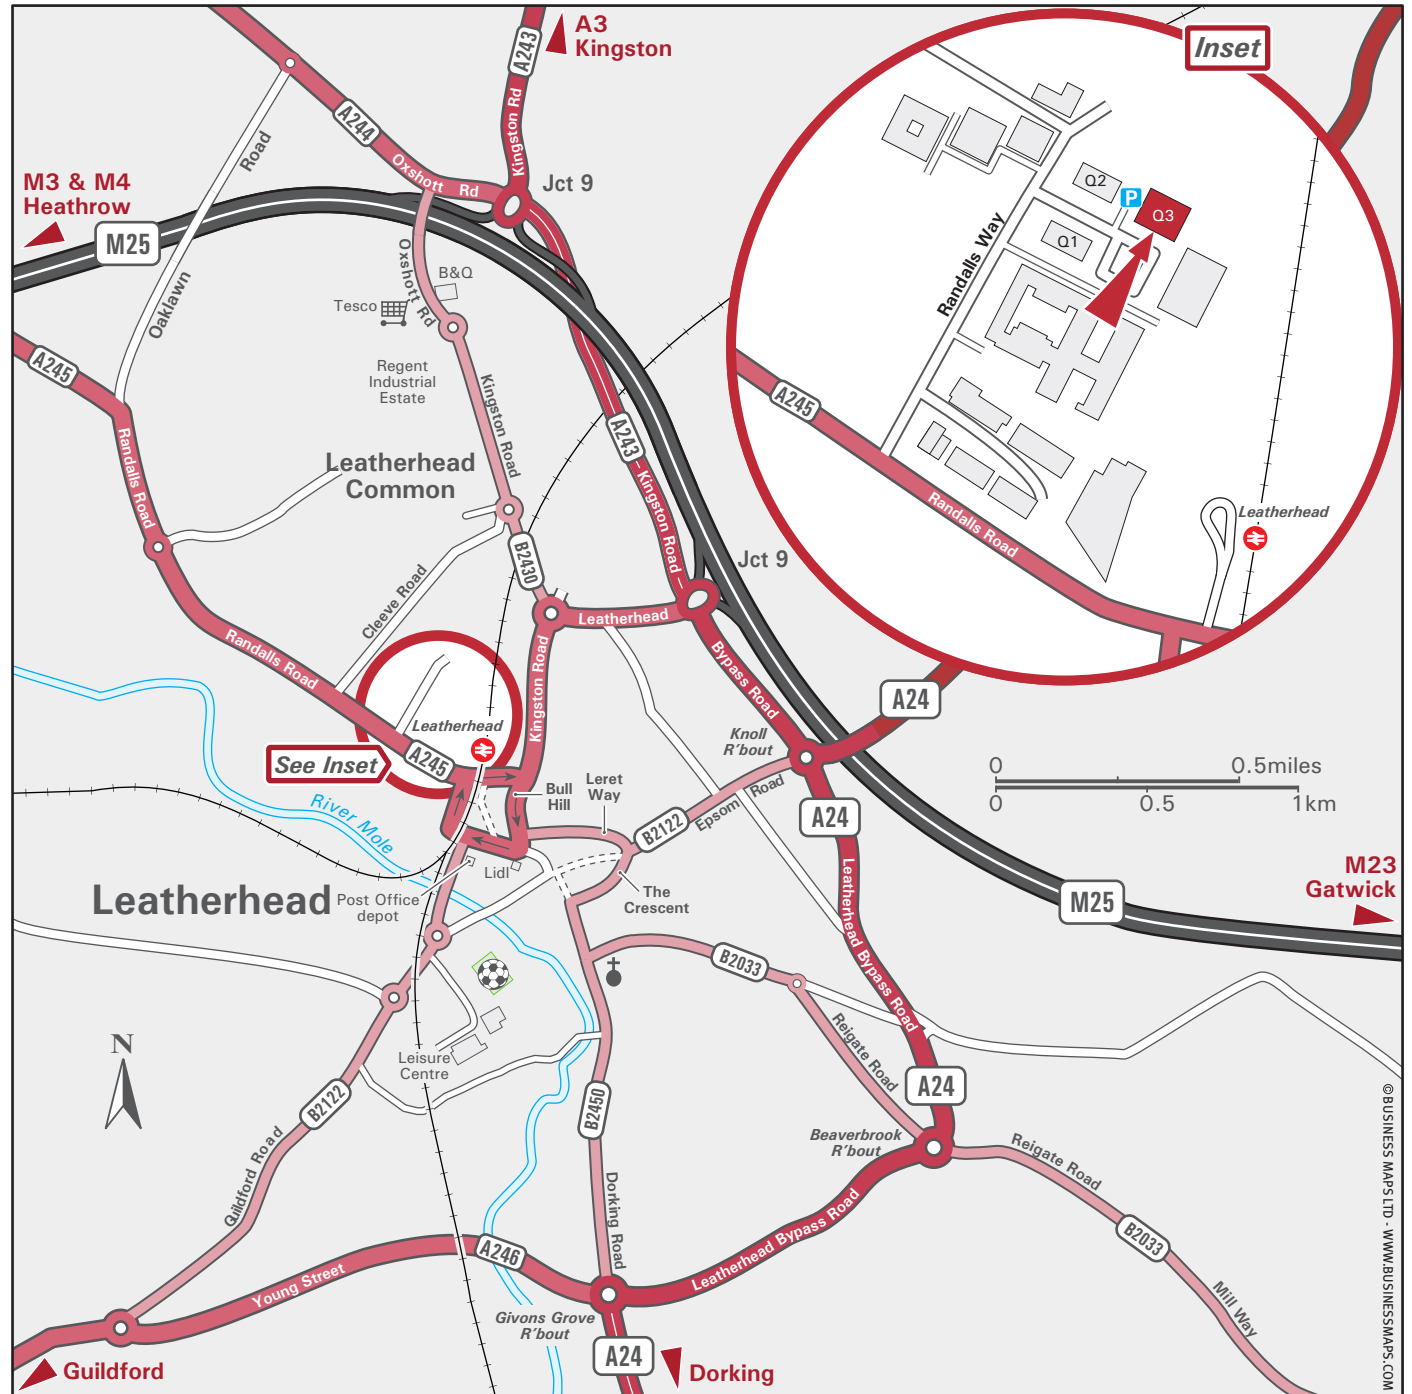 A3
Kingston
A243
Kingston Rd
Inset
A244
Oxshott Rd
Jct 9
Road
Oaklawn
M3 & M4
Heathrow
M25
Oxshott Rd
B&Q
Tesco
Regent
Industrial
Estate
A245
Randalls Road
Kingston Road
A243
Kingston Road
Leatherhead
Common
B2430
Cleeve Road
Jct 9
Q2
P
Q3
Q1
Randalls Way
A245
Randalls Road
Leatherhead
Randalls Road
Leatherhead
Bypass Road
Kingston Road
A24
Knoll
R'bout
Leatherhead
A245
See Inset
Bull
Hill
Leret
Way
B2122
Epsom Road
A24
0 0.5miles
0 0.5 1km
River Mole
Lidl
Post Office
depot
The
Crescent
Leatherhead
M25
M23
Gatwick
Leatherhead Bypass Road
B2033
Reigate Road
N
Leisure
Centre
B2122
Guildford Road
B2450
Dorking Road
A24
Beaverbrook
R'bout
Reigate Road
B2033
Mill Way
Leatherhead Bypass Road
A246
Young Street
Givons Grove
R'bout
A24
Guildford
Dorking
©BUSINESS MAPS LTD - WWW.BUSINESSMAPS.COM